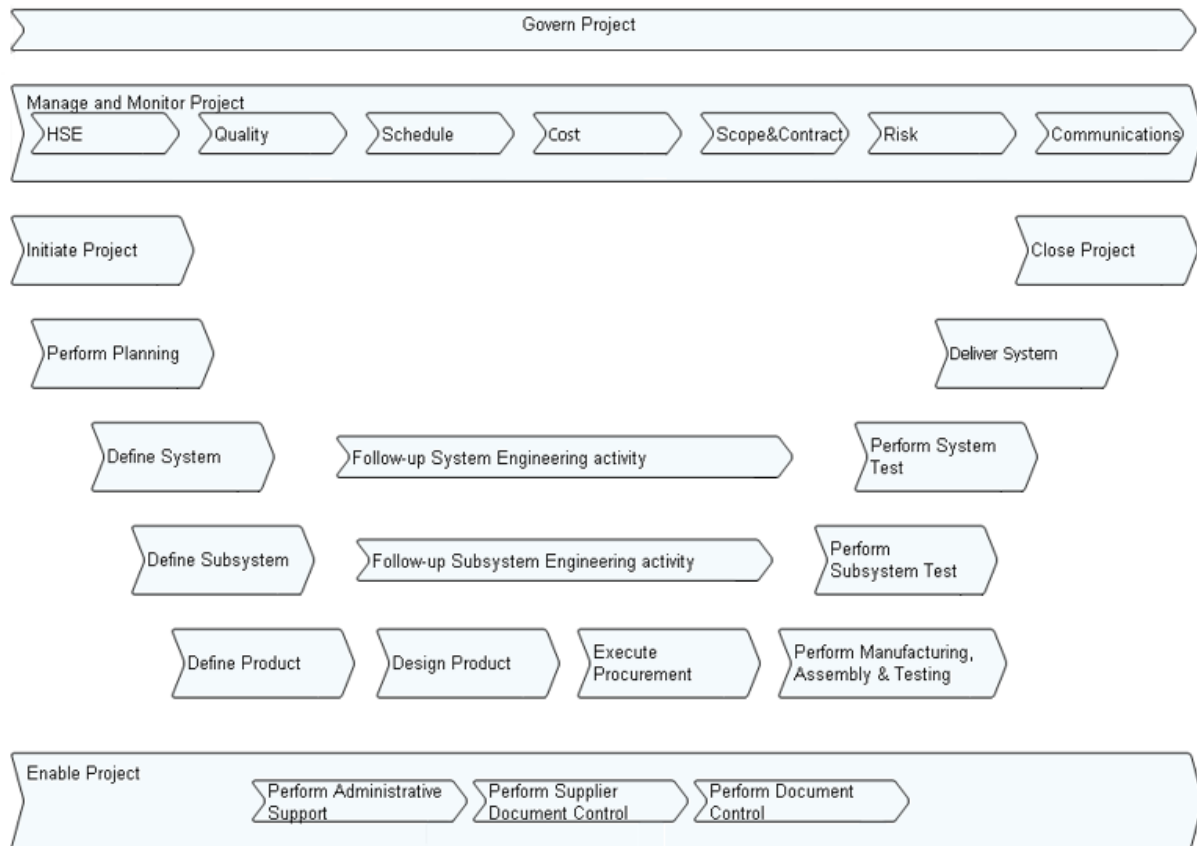 Govern Project
Manage and Monitor Project
HSE
Quality
Schedule
Cost
Scope&Contract
Risk
Communications
Initiate Project
Close Project
Perform Planning
Deliver System
Define System
Follow-up System Engineering activity
Perform System
Test
Define Subsystem
Follow-up Subsystem Engineering activity
Perform
Subsystem Test
Define Product
Design Product
Execute
Procurement
Perform Manufacturing,
Assembly & Testing
Enable Project
Perform Administrative
Support
Perform Supplier
Document Control
Perform Document
Control